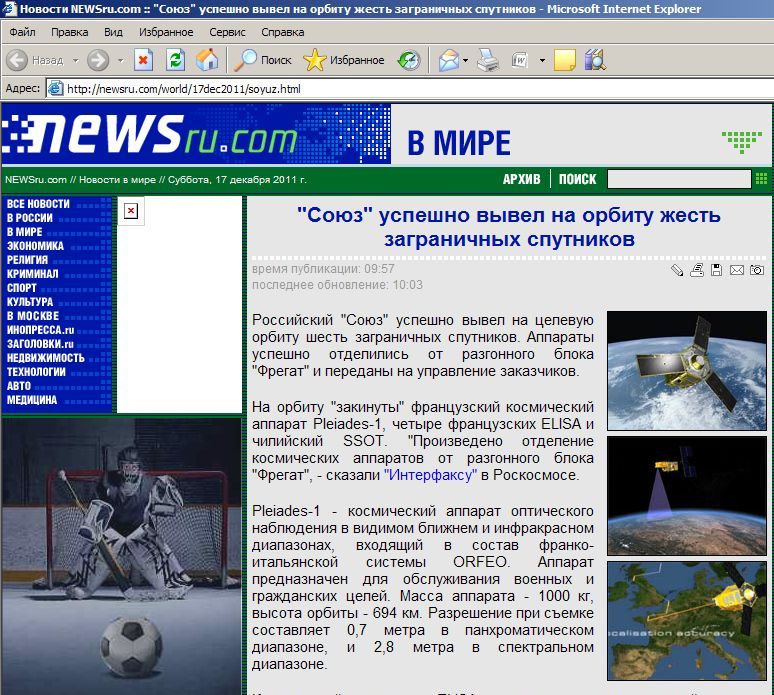 Новости NEWSru.com :: "Союз" успешно вывел на орбиту жесть заграничных спутников - Microsoft Internet Explorer
Файл Правка Вид Избранное Сервис Справка
Назад Поиск Избранное
Адрес: http://newsru.com/world/17dec2011/soyuz.html
NEWSru.com В МИРЕ
NEWSru.com // Новости в мире // Суббота, 17 декабря 2011 г. АРХИВ ПОИСК
ВСЕ НОВОСТИ
В РОССИИ
В МИРЕ
ЭКОНОМИКА
РЕЛИГИЯ
КРИМИНАЛ
СПОРТ
КУЛЬТУРА
В МОСКВЕ
ИНОПРЕССА.ru
ЗАГОЛОВКИ.ru
НЕДВИЖИМОСТЬ
ТЕХНОЛОГИИ
АВТО
МЕДИЦИНА
"Союз" успешно вывел на орбиту жесть
заграничных спутников
время публикации: 09:57
последнее обновление: 10:03
Российский "Союз" успешно вывел на целевую
орбиту шесть заграничных спутников. Аппараты
успешно отделились от разгонного блока
"Фрегат" и переданы на управление заказчиков.
На орбиту "закинуты" французский космический
аппарат Pleiades-1, четыре французских ELISA и
чилийский SSOT. "Произведено отделение
космических аппаратов от разгонного блока
"Фрегат", - сказали "Интерфаксу" в Роскосмосе.
Pleiades-1 - космический аппарат оптического
наблюдения в видимом ближнем и инфракрасном
диапазонах, входящий в состав франко-
итальянской системы ORFEO. Аппарат
предназначен для обслуживания военных и
гражданских целей. Масса аппарата - 1000 кг,
высота орбиты - 694 км. Разрешение при съемке
составляет 0,7 метра в панхроматическом
диапазоне, и 2,8 метра в спектральном
диапазоне.
calisation accuracy